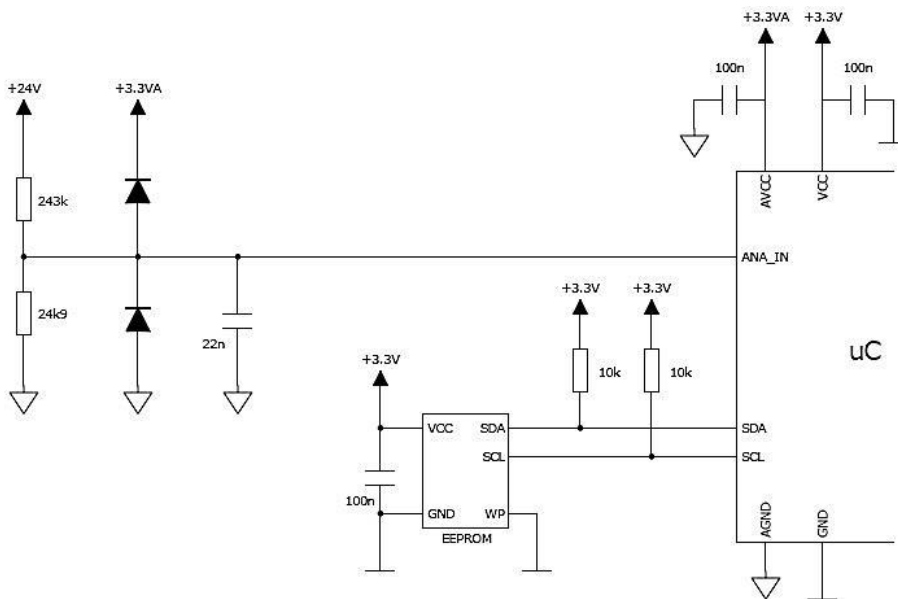 +3.3VA
+3.3V
100n
100n
+24V
+3.3VA
AVCC
VCC
243k
ANA_IN
24k9
22n
+3.3V
+3.3V
uC
+3.3V
10k
10k
VCC
SDA
SDA
SCL
SCL
100n
GND
WP
EEPROM
AGND
GND